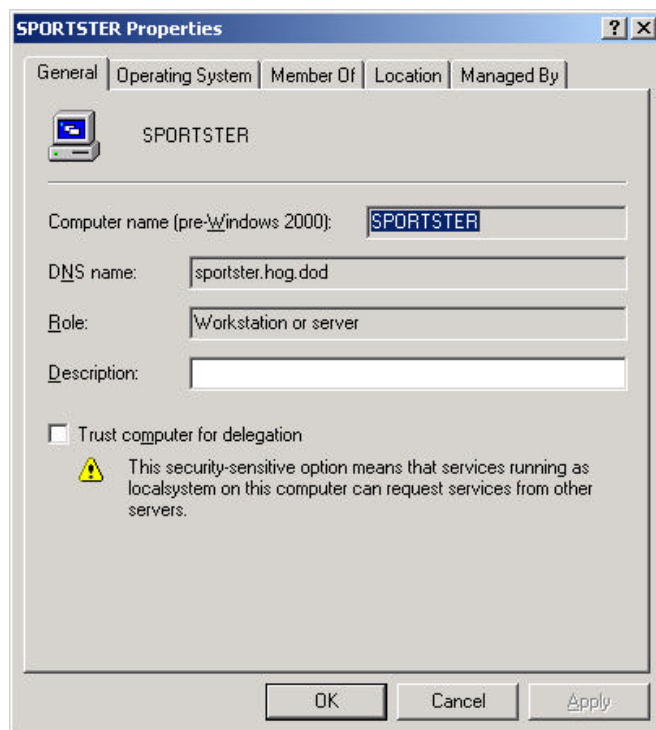 SPORTSTER Properties
General Operating System Member Of Location Managed By
SPORTSTER
Computer name (pre-Windows 2000): SPORTSTER
DNS name: sportster.hog.dod
Role: Workstation or server
Description:
Trust computer for delegation
This security-sensitive option means that services running as
localsystem on this computer can request services from other
servers.
OK Cancel Apply